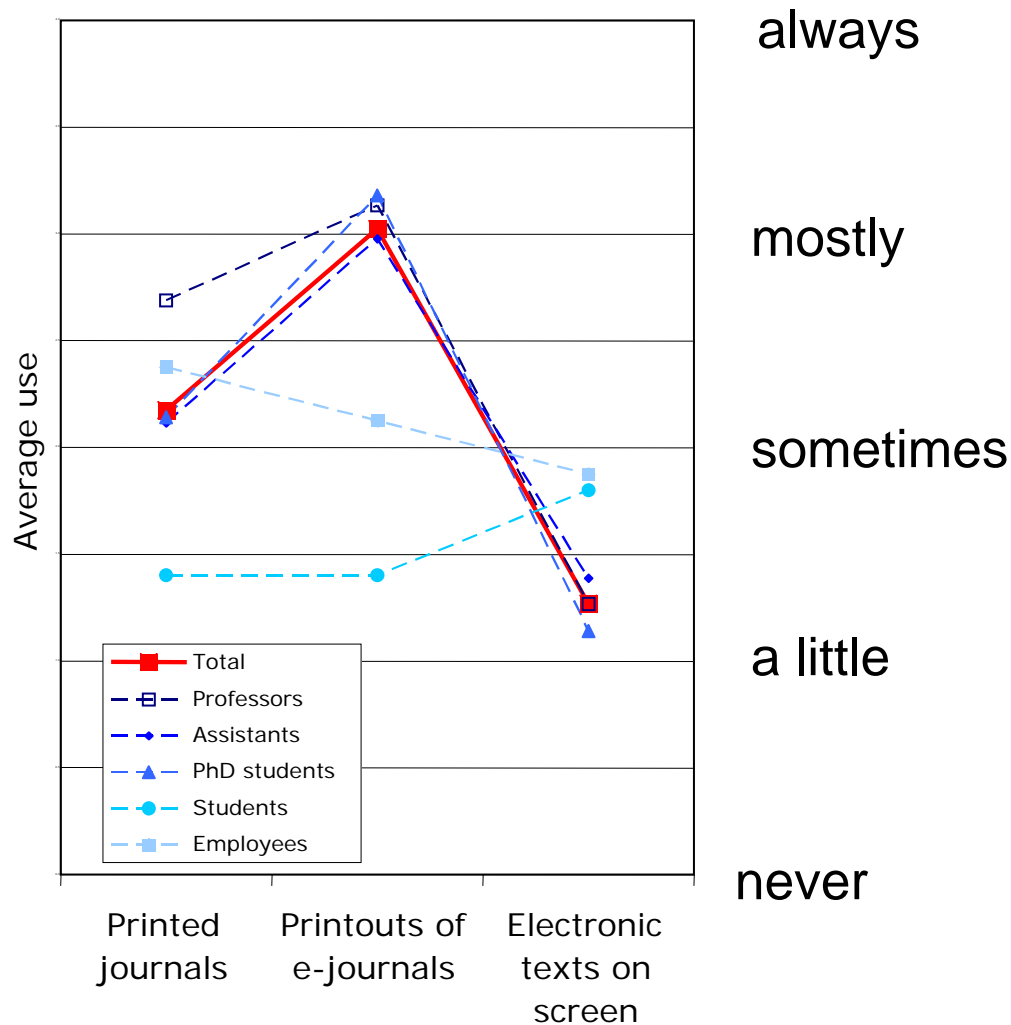 always
mostly
sometimes
a little
never
Average use
Total
Professors
Assistants
PhD students
Students
Employees
Printed
journals
Printouts of
e-journals
Electronic
texts on
screen